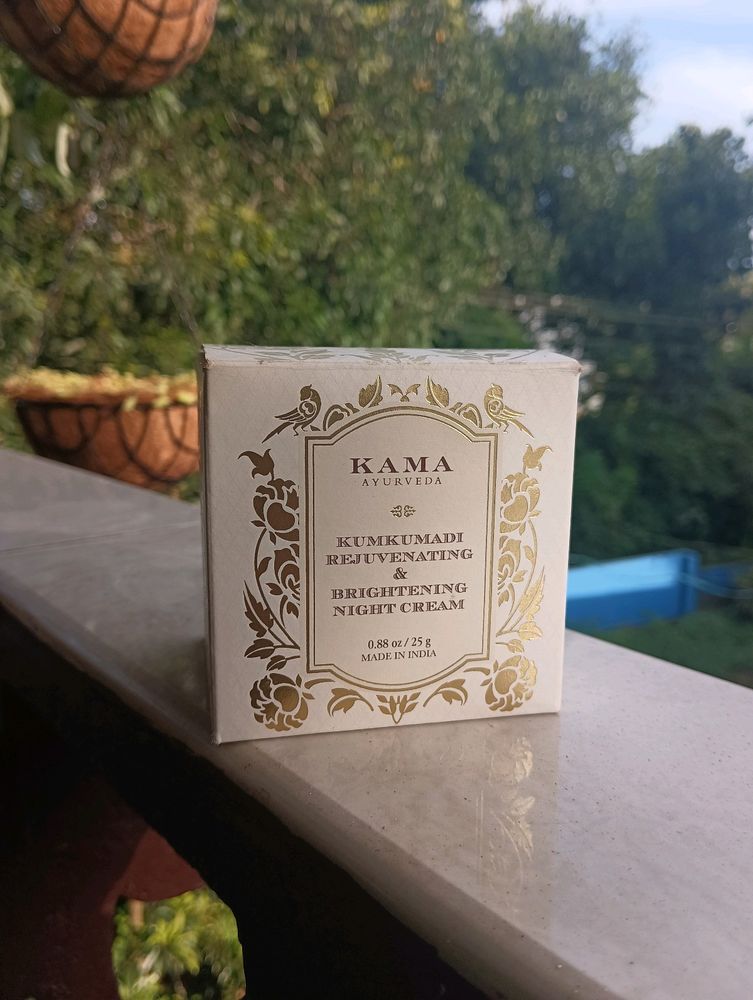 KAMA
AYURVEDA
KUMKUMADI
REJUVENATING
&
BRIGHTENING
NIGHT CREAM
0.88 oz / 25 g
MADE IN INDIA